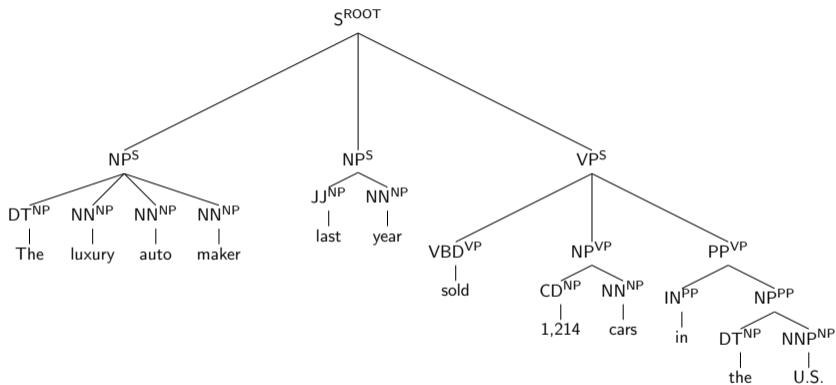 S^ROOT
NP^S NP^S VP^S
DT^NP NN^NP NN^NP NN^NP JJ^NP NN^NP
The luxury auto maker last year
VBD^VP NP^VP PP^VP
sold CD^NP NN^NP IN^PP NP^PP
1,214 cars in DT^NP NNP^NP
the U.S.